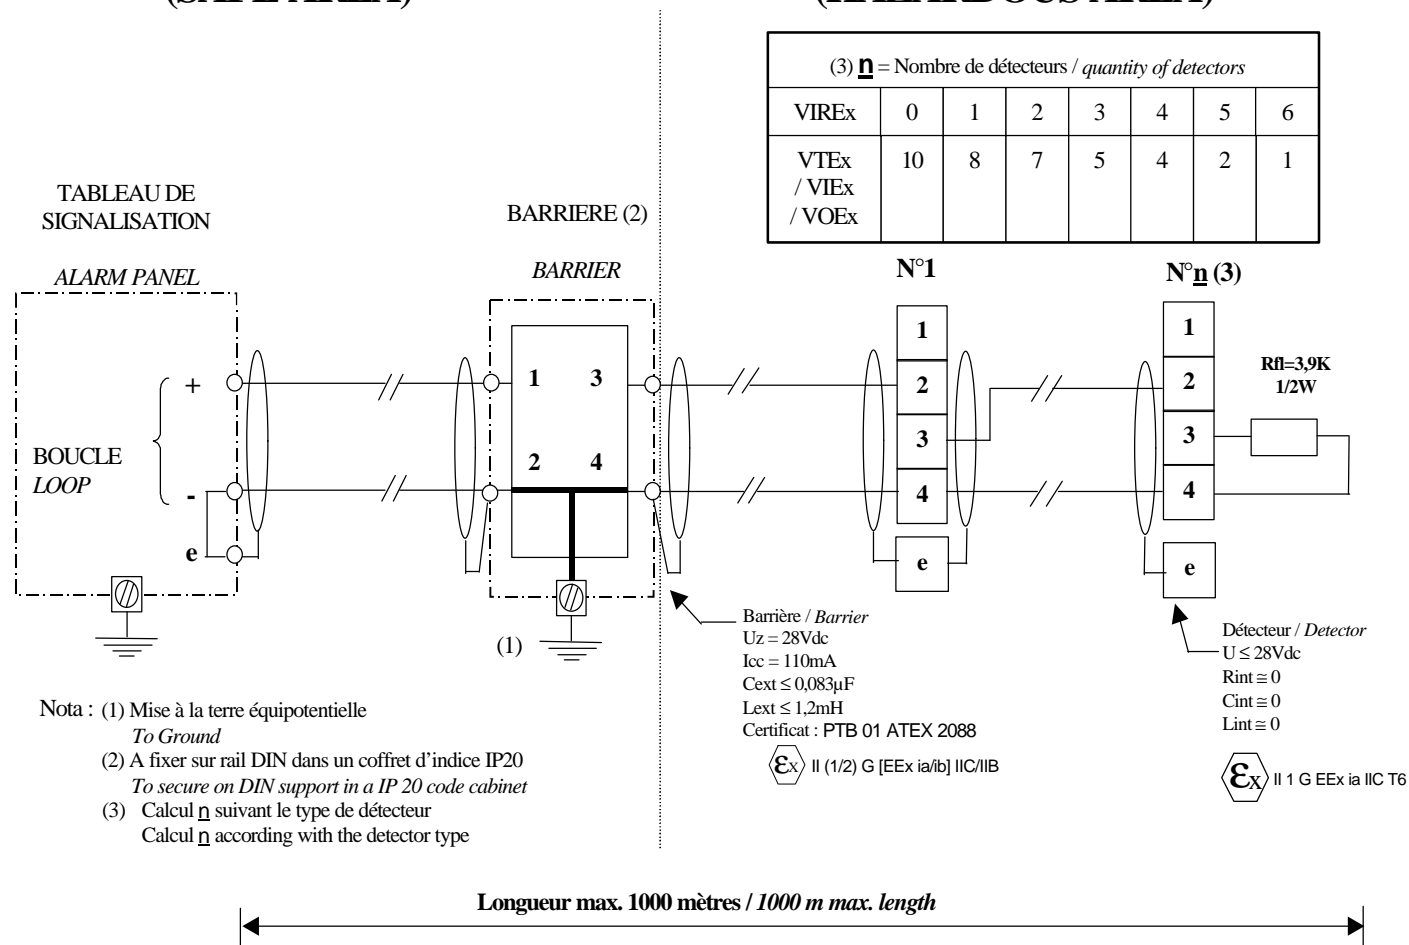 (SAFE AREA)
(HAZARDOUS AREA)
(3) n = Nombre de détecteurs / quantity of detectors
VIREx 0 1 2 3 4 5 6
VTEx 10 8 7 5 4 2 1
/ VIEx
/ VOEx
TABLEAU DE
SIGNALISATION
ALARM PANEL
BARRIERE (2)
BARRIER
N°1
N°n (3)
+
BOUCLE
LOOP
-
e
1 3
2 4
(1)
1
2
3
4
e
1
2
3
4
e
Rfl=3,9K
1/2W
Barrière / Barrier
Uz = 28Vdc
Icc = 110mA
Cext ≤ 0,083µF
Lext ≤ 1,2mH
Certificat : PTB 01 ATEX 2088
εx II (1/2) G [EEx ia/ib] IIC/IIB
Détecteur / Detector
U ≤ 28Vdc
Rint ≅ 0
Cint ≅ 0
Lint ≅ 0
εx II 1 G EEx ia IIC T6
Nota : (1) Mise à la terre équipotentielle
To Ground
(2) A fixer sur rail DIN dans un coffret d'indice IP20
To secure on DIN support in a IP 20 code cabinet
(3) Calcul n suivant le type de détecteur
Calcul n according with the detector type
Longueur max. 1000 mètres / 1000 m max. length